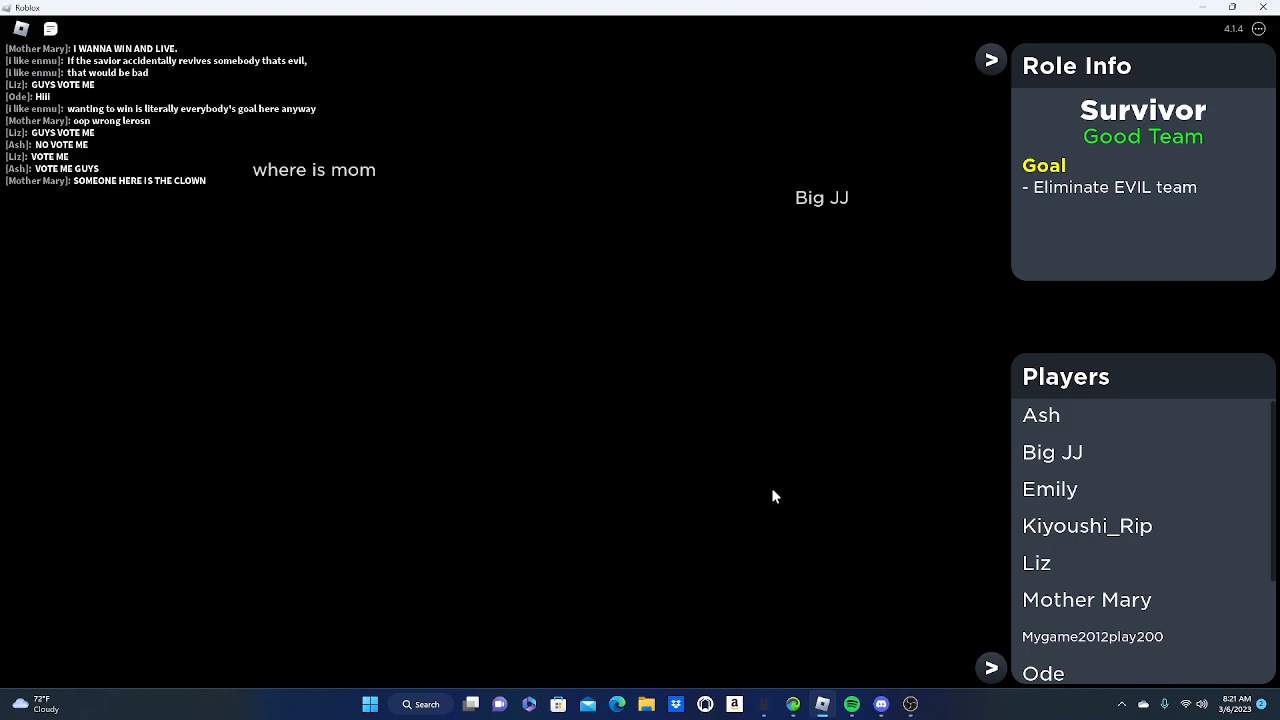 Roblox
4.1.4
[Mother Mary]: I WANNA WIN AND LIVE.
[i like enmu]: If the savior accidentally revives somebody thats evil,
[i like enmu]: that would be bad
[Liz]: GUYS VOTE ME
[Ode]: Hiii
[i like enmu]: wanting to win is literally everybody's goal here anyway
[Mother Mary]: oop wrong lerosn
[Liz]: GUYS VOTE ME
[Ash]: NO VOTE ME
[Liz]: VOTE ME
[Ash]: VOTE ME GUYS
[Mother Mary]: SOMEONE HERE IS THE CLOWN
where is mom
Big JJ
>
Role Info
Survivor
Good Team
Goal
- Eliminate EVIL team
Players
Ash
Big JJ
Emily
Kiyoushi_Rip
Liz
Mother Mary
Mygame2012play200
Ode
>
72°F
Cloudy
Search
8:21 AM
3/6/2023
2